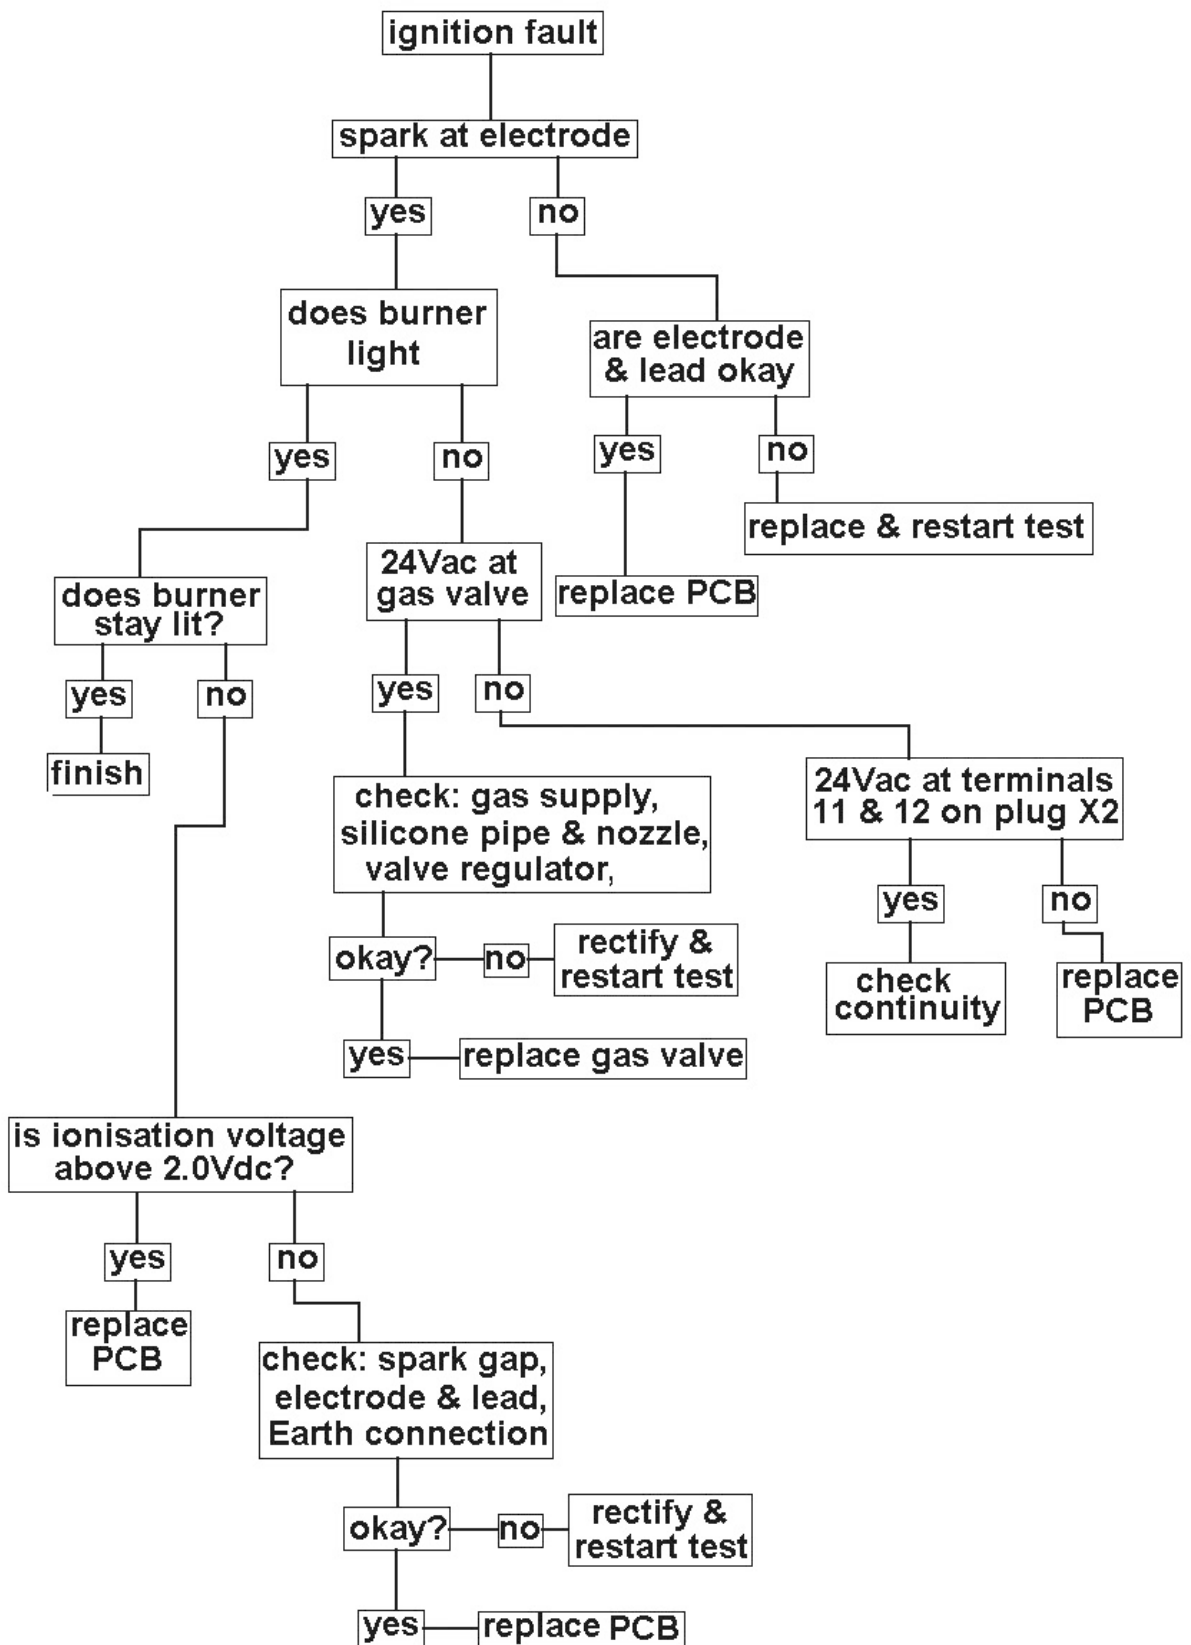 ignition fault
spark at electrode
yes
no
does burner
light
are electrode
& lead okay
yes
no
yes
no
replace & restart test
24Vac at
gas valve
replace PCB
does burner
stay lit?
yes
no
yes
no
finish
check: gas supply,
silicone pipe & nozzle,
valve regulator,
24Vac at terminals
11 & 12 on plug X2
yes
no
okay?
no
rectify &
restart test
check
continuity
replace
PCB
yes
replace gas valve
is ionisation voltage
above 2.0Vdc?
yes
no
replace
PCB
check: spark gap,
electrode & lead,
Earth connection
okay?
no
rectify &
restart test
yes
replace PCB